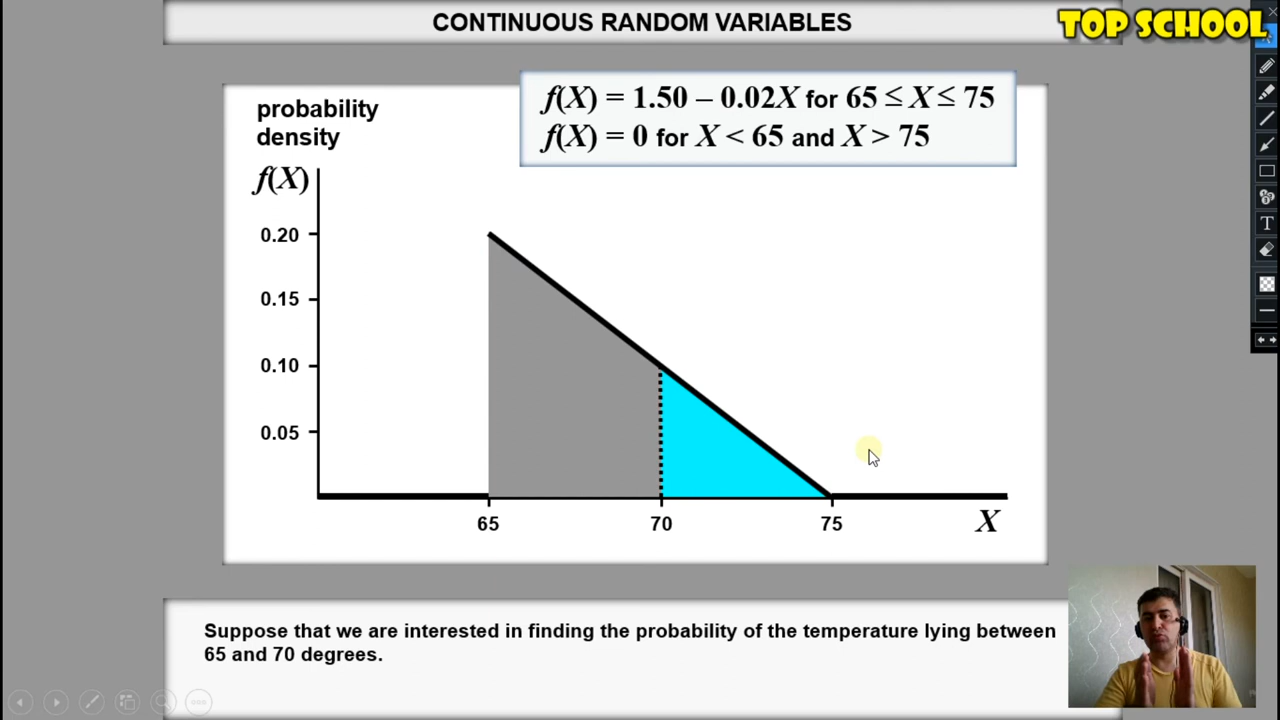 CONTINUOUS RANDOM VARIABLES
TOP SCHOOL
probability
density
f(X) = 1.50 – 0.02X for 65 ≤ X ≤ 75
f(X) = 0 for X < 65 and X > 75
f(X)
0.20
0.15
0.10
0.05
65 70 75 X
Suppose that we are interested in finding the probability of the temperature lying between
65 and 70 degrees.